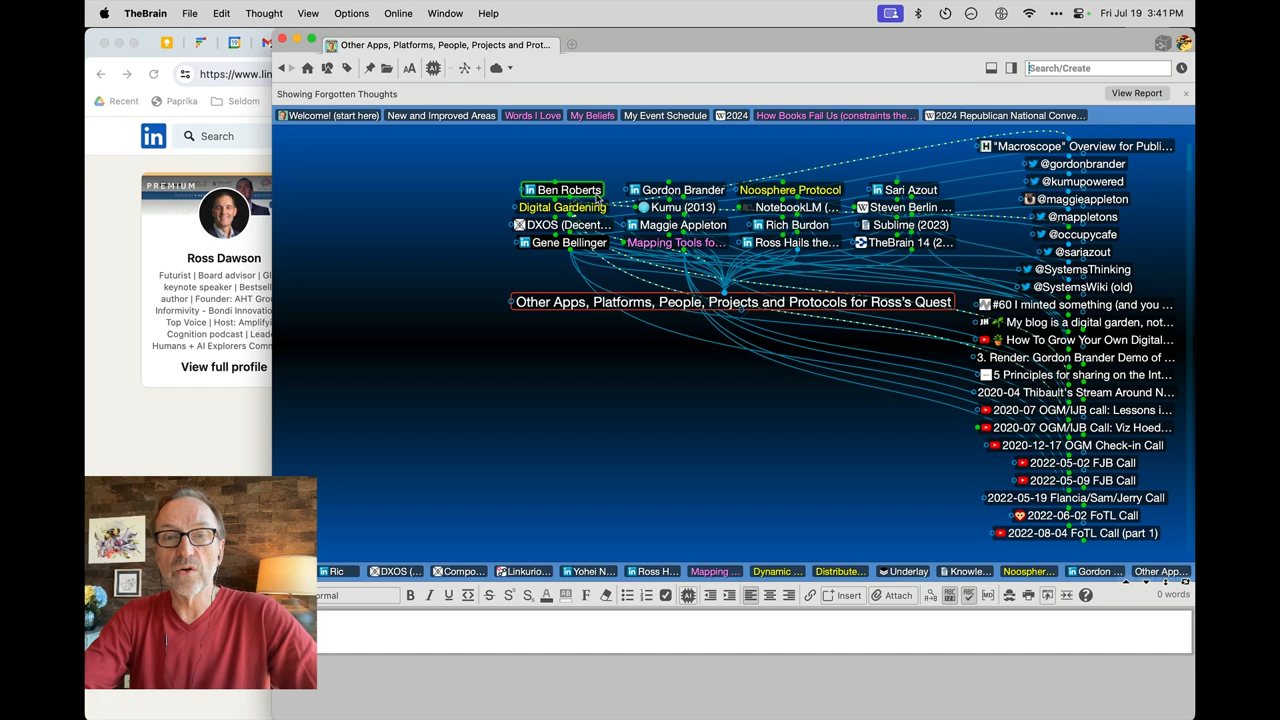 TheBrain File Edit Thought View Options Online Window Help Fri Jul 19 3:41 PM
Other Apps, Platforms, People, Projects and Prot...
https://www.lin
Search/Create
Recent Paprika Seldom
Showing Forgotten Thoughts
View Report
Welcome! (start here) New and Improved Areas Words I Love My Beliefs My Event Schedule 2024 How Books Fail Us (constraints the... 2024 Republican National Conve...
Search
PREMIUM
Ross Dawson
Futurist | Board advisor | Gl
keynote speaker | Bestsel
author | Founder: AHT Gro
Informivity - Bondi Innovatio
Top Voice | Host: Amplifyi
Cognition podcast | Leade
Humans + AI Explorers Comm
View full profile
Ben Roberts Gordon Brander Noosphere Protocol Sari Azout
Digital Gardening Kumu (2013) NotebookLM (... Steven Berlin ...
DXOS (Decent... Maggie Appleton Rich Burdon Sublime (2023)
Gene Bellinger Mapping Tools fo... Ross Hails the... TheBrain 14 (2...
Other Apps, Platforms, People, Projects and Protocols for Ross's Quest
"Macroscope" Overview for Publi...
@gordonbrander
@kumupowered
@maggieappleton
@mappletons
@occupycafe
@sariazout
@SystemsThinking
@SystemsWiki (old)
#60 I minted something (and you ...
My blog is a digital garden, not...
How To Grow Your Own Digital...
3. Render: Gordon Brander Demo of ...
5 Principles for sharing on the Int...
2020-04 Thibault's Stream Around N...
2020-07 OGM/IJB call: Lessons i...
2020-07 OGM/IJB Call: Viz Hoed...
2020-12-17 OGM Check-in Call
2022-05-02 FJB Call
2022-05-09 FJB Call
2022-05-19 Flancia/Sam/Jerry Call
2022-06-02 FoTL Call
2022-08-04 FoTL Call (part 1)
Ric DXOS (... Compo... Linkurio... Yohei N... Ross H... Mapping ... Dynamic ... Distribute... Underlay Knowle... Noospher... Gordon ... Other Ap...
ormal B I U S S S A F Insert Attach 0 words